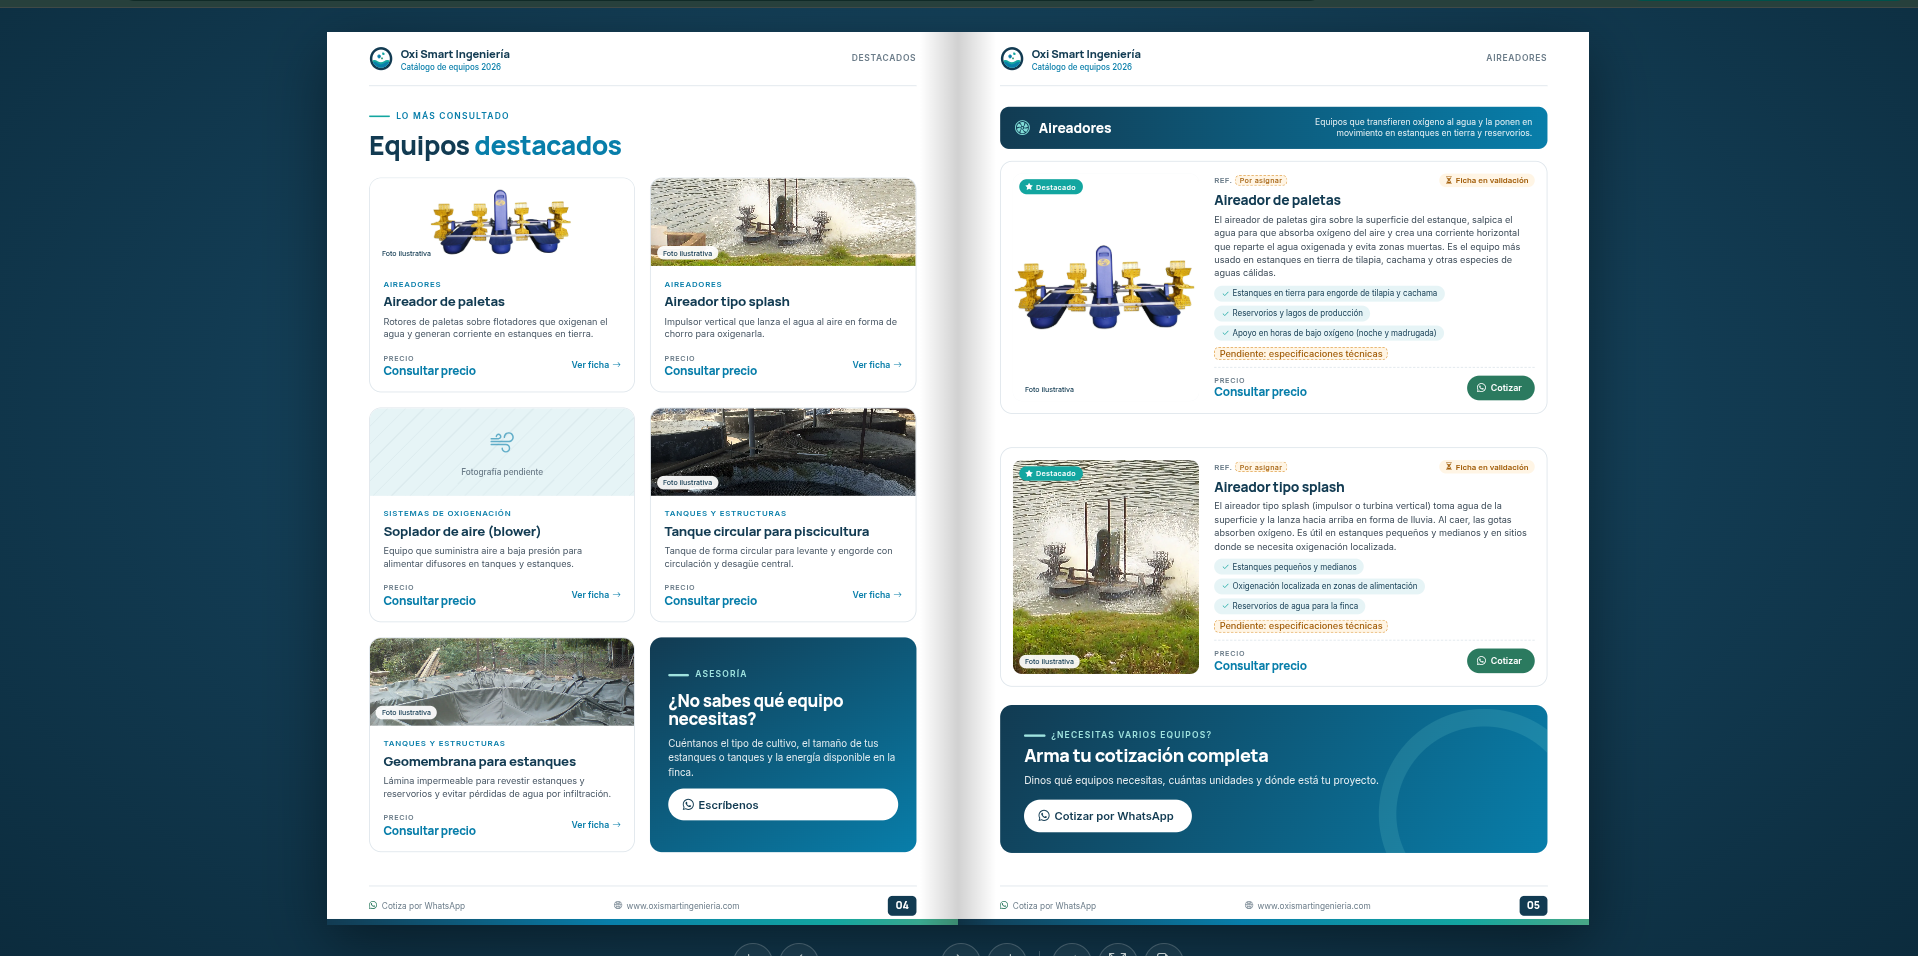 Oxi Smart Ingeniería
Catálogo de equipos 2026
DESTACADOS
LO MÁS CONSULTADO
Equipos destacados
Foto ilustrativa
AIREADORES
Aireador de paletas
Rotores de paletas sobre flotadores que oxigenan el
agua y generan corriente en estanques en tierra.
PRECIO
Consultar precio
Ver ficha →
Foto ilustrativa
AIREADORES
Aireador tipo splash
Impulsor vertical que lanza el agua al aire en forma de
chorro para oxigenarla.
PRECIO
Consultar precio
Ver ficha →
Fotografía pendiente
SISTEMAS DE OXIGENACIÓN
Soplador de aire (blower)
Equipo que suministra aire a baja presión para
alimentar difusores en tanques y estanques.
PRECIO
Consultar precio
Ver ficha →
Foto ilustrativa
TANQUES Y ESTRUCTURAS
Tanque circular para piscicultura
Tanque de forma circular para levante y engorde con
circulación y desagüe central.
PRECIO
Consultar precio
Ver ficha →
Foto ilustrativa
TANQUES Y ESTRUCTURAS
Geomembrana para estanques
Lámina impermeable para revestir estanques y
reservorios y evitar pérdidas de agua por infiltración.
PRECIO
Consultar precio
Ver ficha →
ASESORÍA
¿No sabes qué equipo
necesitas?
Cuéntanos el tipo de cultivo, el tamaño de tus
estanques o tanques y la energía disponible en la
finca.
Escríbenos
Cotiza por WhatsApp
www.oxismartingenieria.com
04
Oxi Smart Ingeniería
Catálogo de equipos 2026
AIREADORES
Aireadores
Equipos que transfieren oxígeno al agua y la ponen en
movimiento en estanques en tierra y reservorios.
Destacado
Foto ilustrativa
REF. Por asignar
Ficha en validación
Aireador de paletas
El aireador de paletas gira sobre la superficie del estanque, salpica el
agua para que absorba oxígeno del aire y crea una corriente horizontal
que reparte el agua oxigenada y evita zonas muertas. Es el equipo más
usado en estanques en tierra de tilapia, cachama y otras especies de
aguas cálidas.
Estanques en tierra para engorde de tilapia y cachama
Reservorios y lagos de producción
Apoyo en horas de bajo oxígeno (noche y madrugada)
Pendiente: especificaciones técnicas
PRECIO
Consultar precio
Cotizar
Destacado
Foto ilustrativa
REF. Por asignar
Ficha en validación
Aireador tipo splash
El aireador tipo splash (impulsor o turbina vertical) toma agua de la
superficie y la lanza hacia arriba en forma de lluvia. Al caer, las gotas
absorben oxígeno. Es útil en estanques pequeños y medianos y en sitios
donde se necesita oxigenación localizada.
Estanques pequeños y medianos
Oxigenación localizada en zonas de alimentación
Reservorios de agua para la finca
Pendiente: especificaciones técnicas
PRECIO
Consultar precio
Cotizar
¿NECESITAS VARIOS EQUIPOS?
Arma tu cotización completa
Dinos qué equipos necesitas, cuántas unidades y dónde está tu proyecto.
Cotizar por WhatsApp
Cotiza por WhatsApp
www.oxismartingenieria.com
05